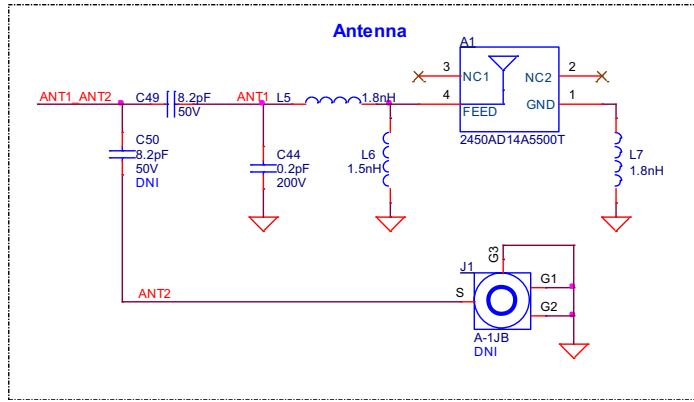 Antenna
A1
3
NC1
NC2
2
ANT1_ANT2
C49
8.2pF
50V
ANT1
L5
1.8nH
4
FEED
GND
1
2450AD14A5500T
C50
8.2pF
50V
DNI
C44
0.2pF
200V
L6
1.5nH
L7
1.8nH
G3
J1
G1
ANT2
S
G2
A-1JB
DNI